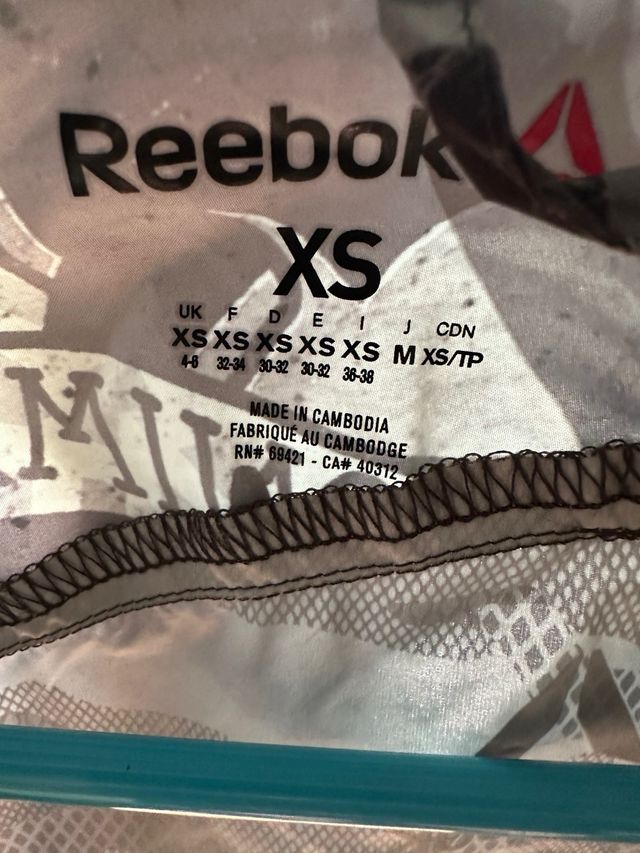 Reebok
XS
UK F D E I J CDN
XS XS XS XS XS M XS/TP
4-6 32-34 30-32 30-32 36-38
MADE IN CAMBODIA
FABRIQUÉ AU CAMBODGE
RN# 69421 - CA# 40312